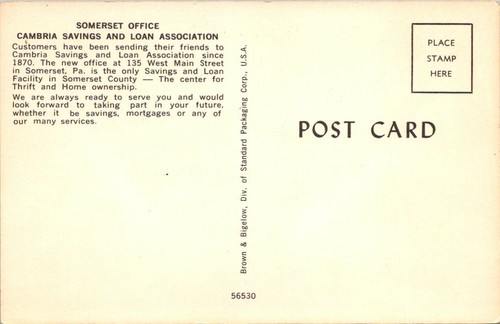 SOMERSET OFFICE
CAMBRIA SAVINGS AND LOAN ASSOCIATION
Customers have been sending their friends to
Cambria Savings and Loan Association since
1870. The new office at 135 West Main Street
in Somerset, Pa. is the only Savings and Loan
Facility in Somerset County — The center for
Thrift and Home ownership.
We are always ready to serve you and would
look forward to taking part in your future,
whether it be savings, mortgages or any of
our many services.
Brown & Bigelow, Div. of Standard Packaging Corp., U.S.A.
56530
PLACE
STAMP
HERE
POST CARD